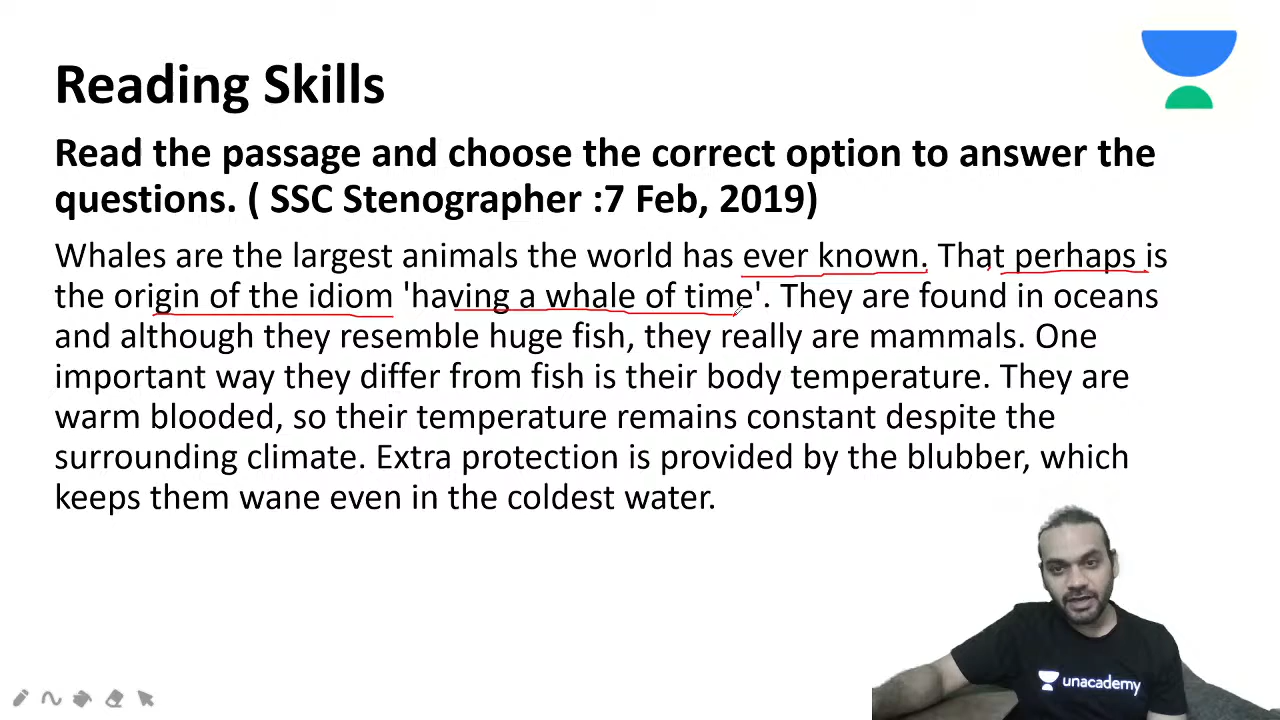 Reading Skills
Read the passage and choose the correct option to answer the
questions. ( SSC Stenographer :7 Feb, 2019)
Whales are the largest animals the world has ever known. That perhaps is
the origin of the idiom 'having a whale of time'. They are found in oceans
and although they resemble huge fish, they really are mammals. One
important way they differ from fish is their body temperature. They are
warm blooded, so their temperature remains constant despite the
surrounding climate. Extra protection is provided by the blubber, which
keeps them wane even in the coldest water.
unacademy